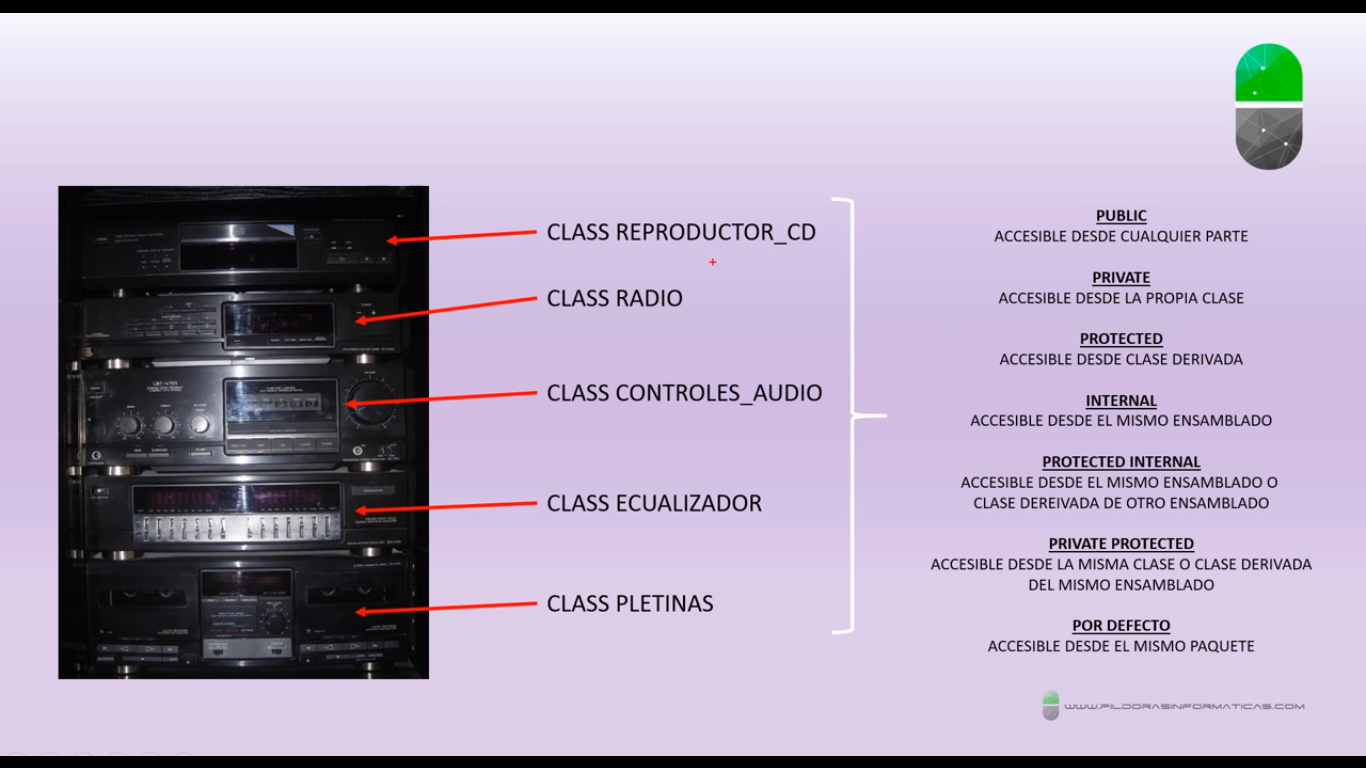 CLASS REPRODUCTOR_CD
CLASS RADIO
CLASS CONTROLES_AUDIO
CLASS ECUALIZADOR
CLASS PLETINAS
PUBLIC
ACCESIBLE DESDE CUALQUIER PARTE
PRIVATE
ACCESIBLE DESDE LA PROPIA CLASE
PROTECTED
ACCESIBLE DESDE CLASE DERIVADA
INTERNAL
ACCESIBLE DESDE EL MISMO ENSAMBLADO
PROTECTED INTERNAL
ACCESIBLE DESDE EL MISMO ENSAMBLADO O
CLASE DEREIVADA DE OTRO ENSAMBLADO
PRIVATE PROTECTED
ACCESIBLE DESDE LA MISMA CLASE O CLASE DERIVADA
DEL MISMO ENSAMBLADO
POR DEFECTO
ACCESIBLE DESDE EL MISMO PAQUETE
WWW.PILDORASINFORMATICAS.COM